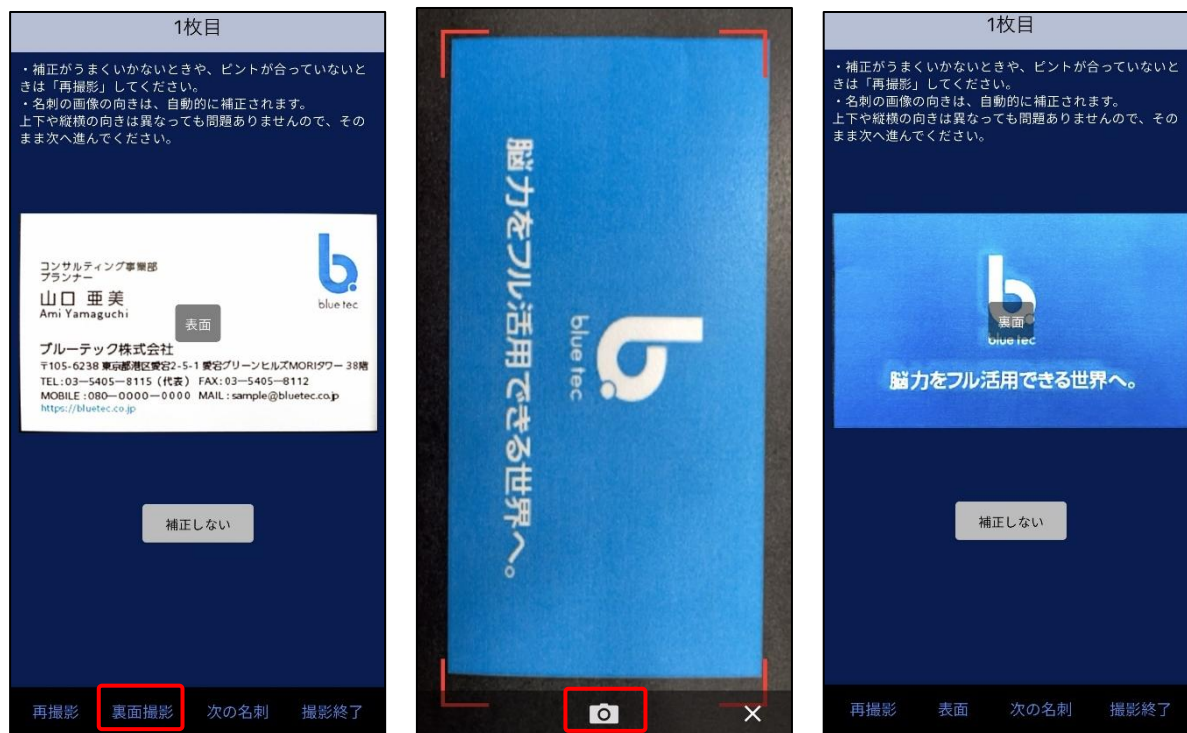 1枚目
・補正がうまくいかないときや、ピントが合っていないと
きは「再撮影」してください。
・名刺の画像の向きは、自動的に補正されます。
上下や縦横の向きは異なっても問題ありませんので、その
まま次へ進んでください。
コンサルティング事業部
プランナー
山口 亜美
Ami Yamaguchi
b.
blue tec
表面
ブルーテック株式会社
〒105-6238 東京都港区愛宕2-5-1 愛宕グリーンヒルズMORIタワー 38階
TEL:03—5405—8115(代表) FAX:03—5405—8112
MOBILE:080—0000—0000 MAIL:sample@bluetec.co.jp
https://bluetec.co.jp
補正しない
再撮影 裏面撮影 次の名刺 撮影終了
b.
blue tec
脳力をフル活用できる世界へ。
1枚目
・補正がうまくいかないときや、ピントが合っていないと
きは「再撮影」してください。
・名刺の画像の向きは、自動的に補正されます。
上下や縦横の向きは異なっても問題ありませんので、その
まま次へ進んでください。
b.
裏面
blue tec
脳力をフル活用できる世界へ。
補正しない
再撮影 表面 次の名刺 撮影終了